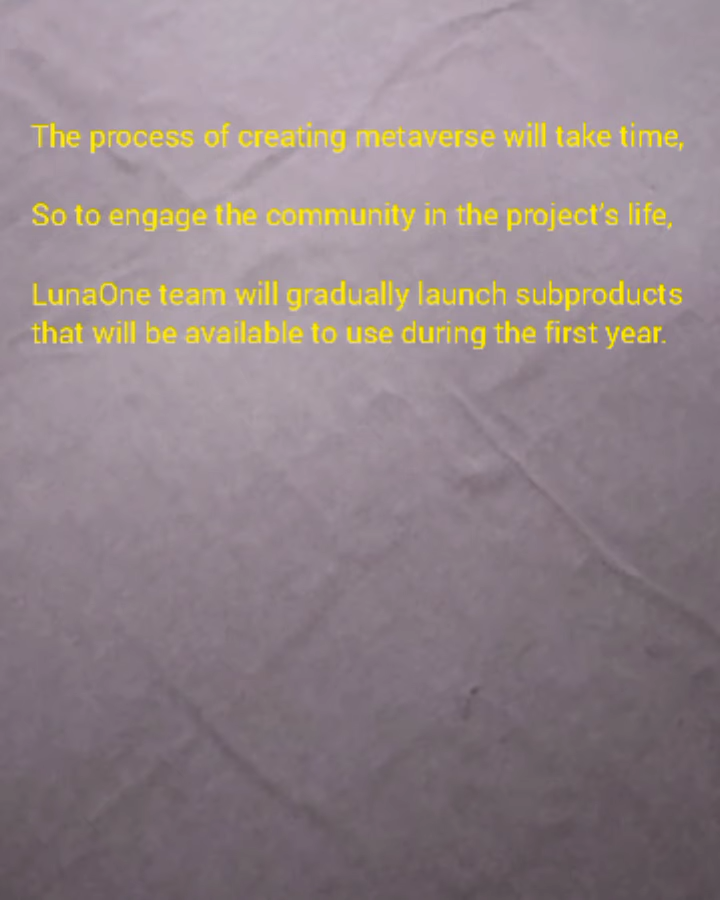 The process of creating metaverse will take time,
So to engage the community in the project's life,
LunaOne team will gradually launch subproducts
that will be available to use during the first year.